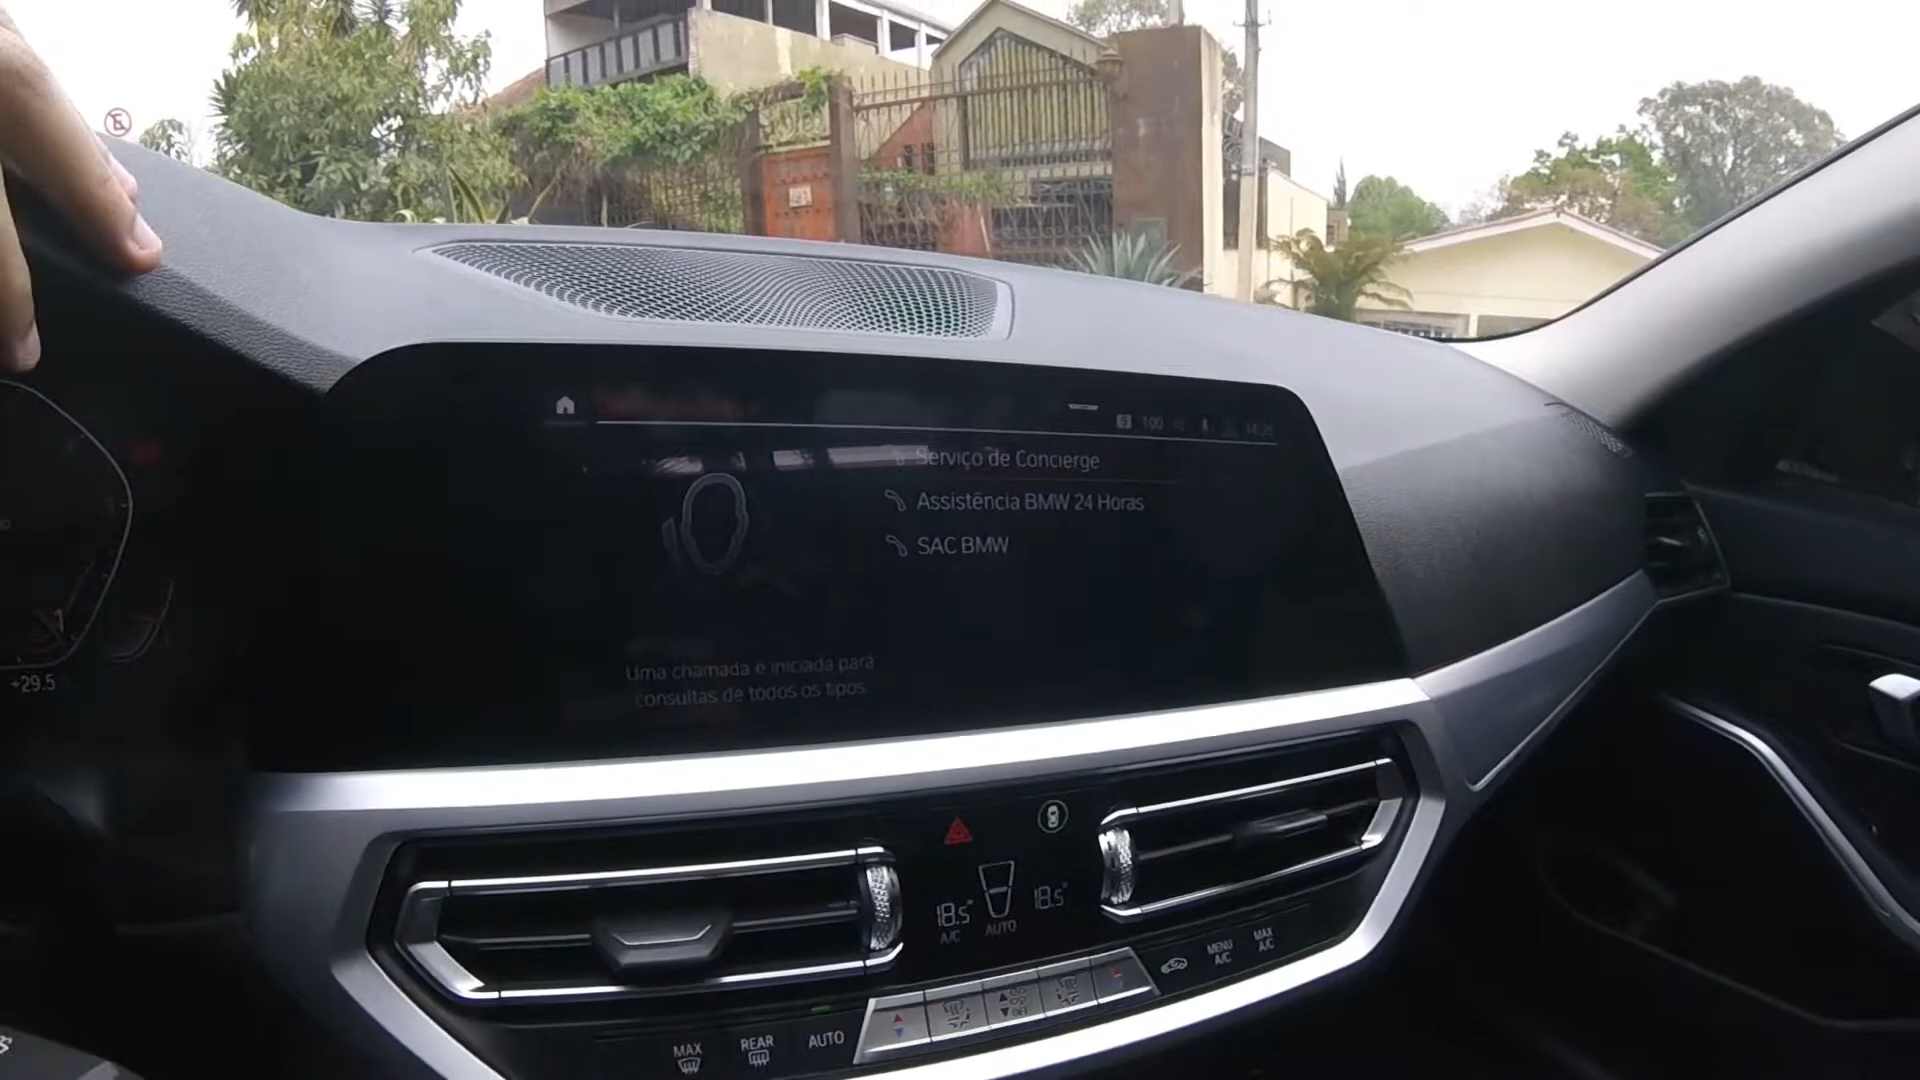 100
Serviço de Concierge
Assistência BMW 24 Horas
SAC BMW
Uma chamada é iniciada para
consultas de todos os tipos.
+29.5
18.5°
18.5°
A/C
AUTO
MENU
A/C
MAX
A/C
MAX
REAR
AUTO